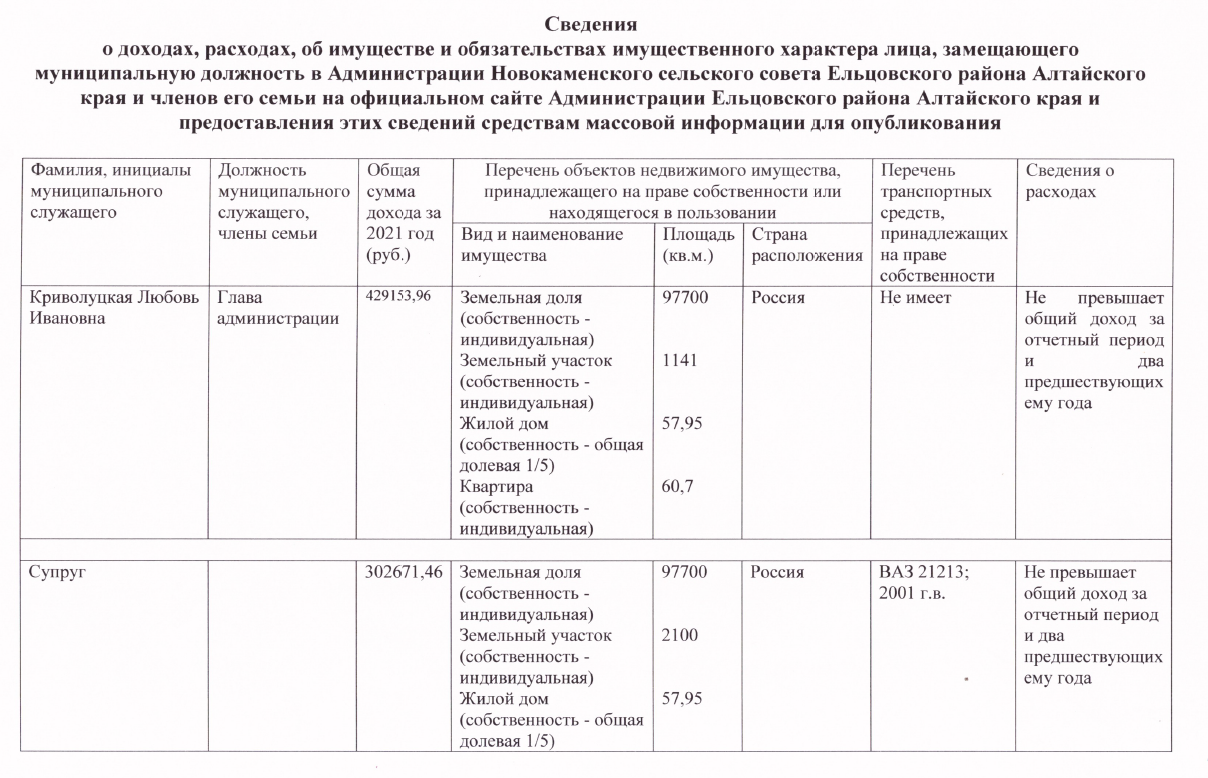 Сведения
о доходах, расходах, об имуществе и обязательствах имущественного характера лица, замещающего
муниципальную должность в Администрации Новокаменского сельского совета Ельцовского района Алтайского
края и членов его семьи на официальном сайте Администрации Ельцовского района Алтайского края и
предоставления этих сведений средствам массовой информации для опубликования
Фамилия, инициалы
муниципального
служащего
Должность
муниципального
служащего,
члены семьи
Общая
сумма
дохода за
2021 год
(руб.)
Перечень объектов недвижимого имущества,
принадлежащего на праве собственности или
находящегося в пользовании
Вид и наименование
имущества
Площадь
(кв.м.)
Страна
расположения
Перечень
транспортных
средств,
принадлежащих
на праве
собственности
Сведения о
расходах
Криволуцкая Любовь
Ивановна
Глава
администрации
429153,96
Земельная доля
(собственность -
индивидуальная)
Земельный участок
(собственность -
индивидуальная)
Жилой дом
(собственность - общая
долевая 1/5)
Квартира
(собственность -
индивидуальная)
97700
1141
57,95
60,7
Россия
Не имеет
Не превышает
общий доход за
отчетный период
и два
предшествующих
ему года
Супруг
302671,46
Земельная доля
(собственность -
индивидуальная)
Земельный участок
(собственность -
индивидуальная)
Жилой дом
(собственность - общая
долевая 1/5)
97700
2100
57,95
Россия
ВАЗ 21213;
2001 г.в.
Не превышает
общий доход за
отчетный период
и два
предшествующих
ему года